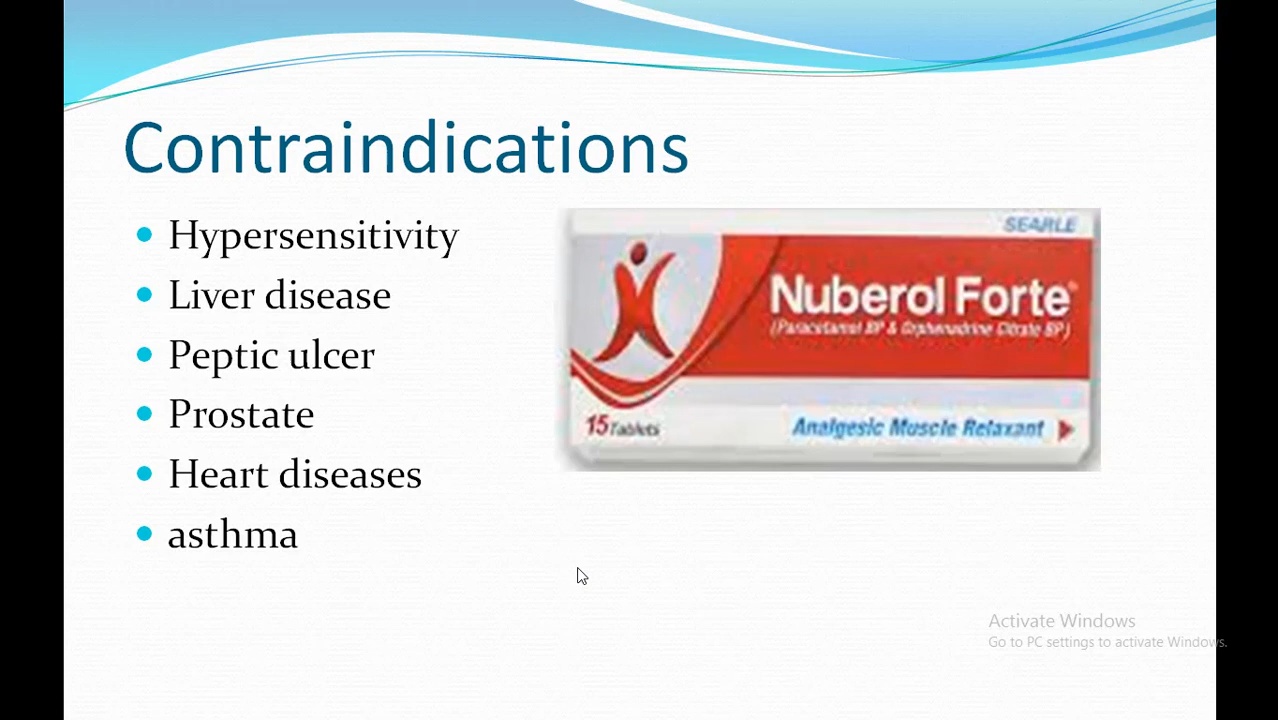 Contraindications
Hypersensitivity
Liver disease
Peptic ulcer
Prostate
Heart diseases
asthma
SEARLE
Nuberol Forte®
(Paracetamol BP & Orphenadrine Citrate BP)
15 Tablets
Analgesic Muscle Relaxant
Activate Windows
Go to PC settings to activate Windows.